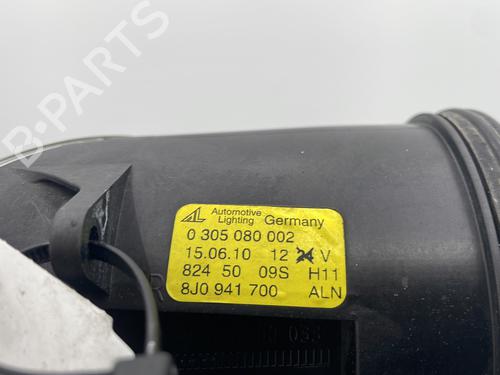 AL Automotive Lighting Germany
0 305 080 002
15.06.10 12 24 V
824 50 09S H11
8J0 941 700 ALN
R